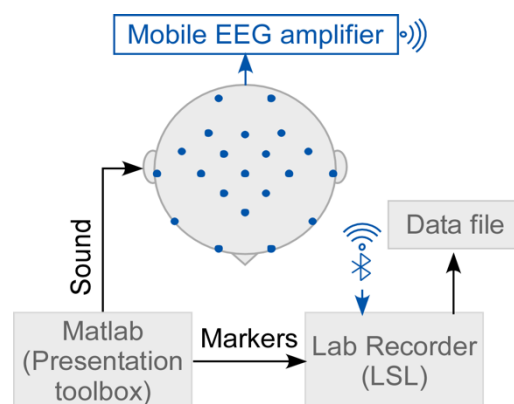 Mobile EEG amplifier
Sound
Data file
Matlab
(Presentation
toolbox)
Markers
Lab Recorder
(LSL)